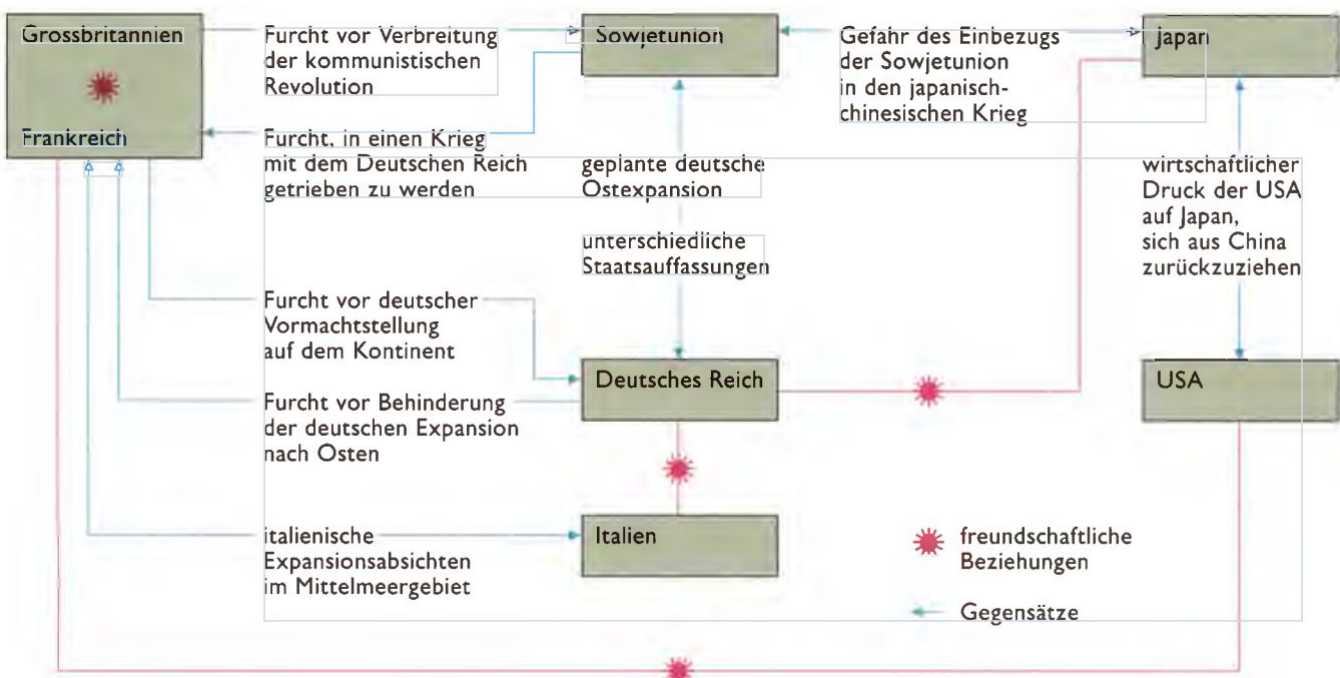 Grossbritannien
Frankreich
Furcht vor Verbreitung
der kommunistischen
Revolution
Furcht, in einen Krieg
mit dem Deutschen Reich
getrieben zu werden
Sowjetunion
Gefahr des Einbezugs
der Sowjetunion
in den japanisch-
chinesischen Krieg
Japan
geplante deutsche
Ostexpansion
unterschiedliche
Staatsauffassungen
wirtschaftlicher
Druck der USA
auf Japan,
sich aus China
zurückzuziehen
Furcht vor deutscher
Vormachtstellung
auf dem Kontinent
Deutsches Reich
USA
Furcht vor Behinderung
der deutschen Expansion
nach Osten
italienische
Expansionsabsichten
im Mittelmeergebiet
Italien
freundschaftliche
Beziehungen
Gegensätze